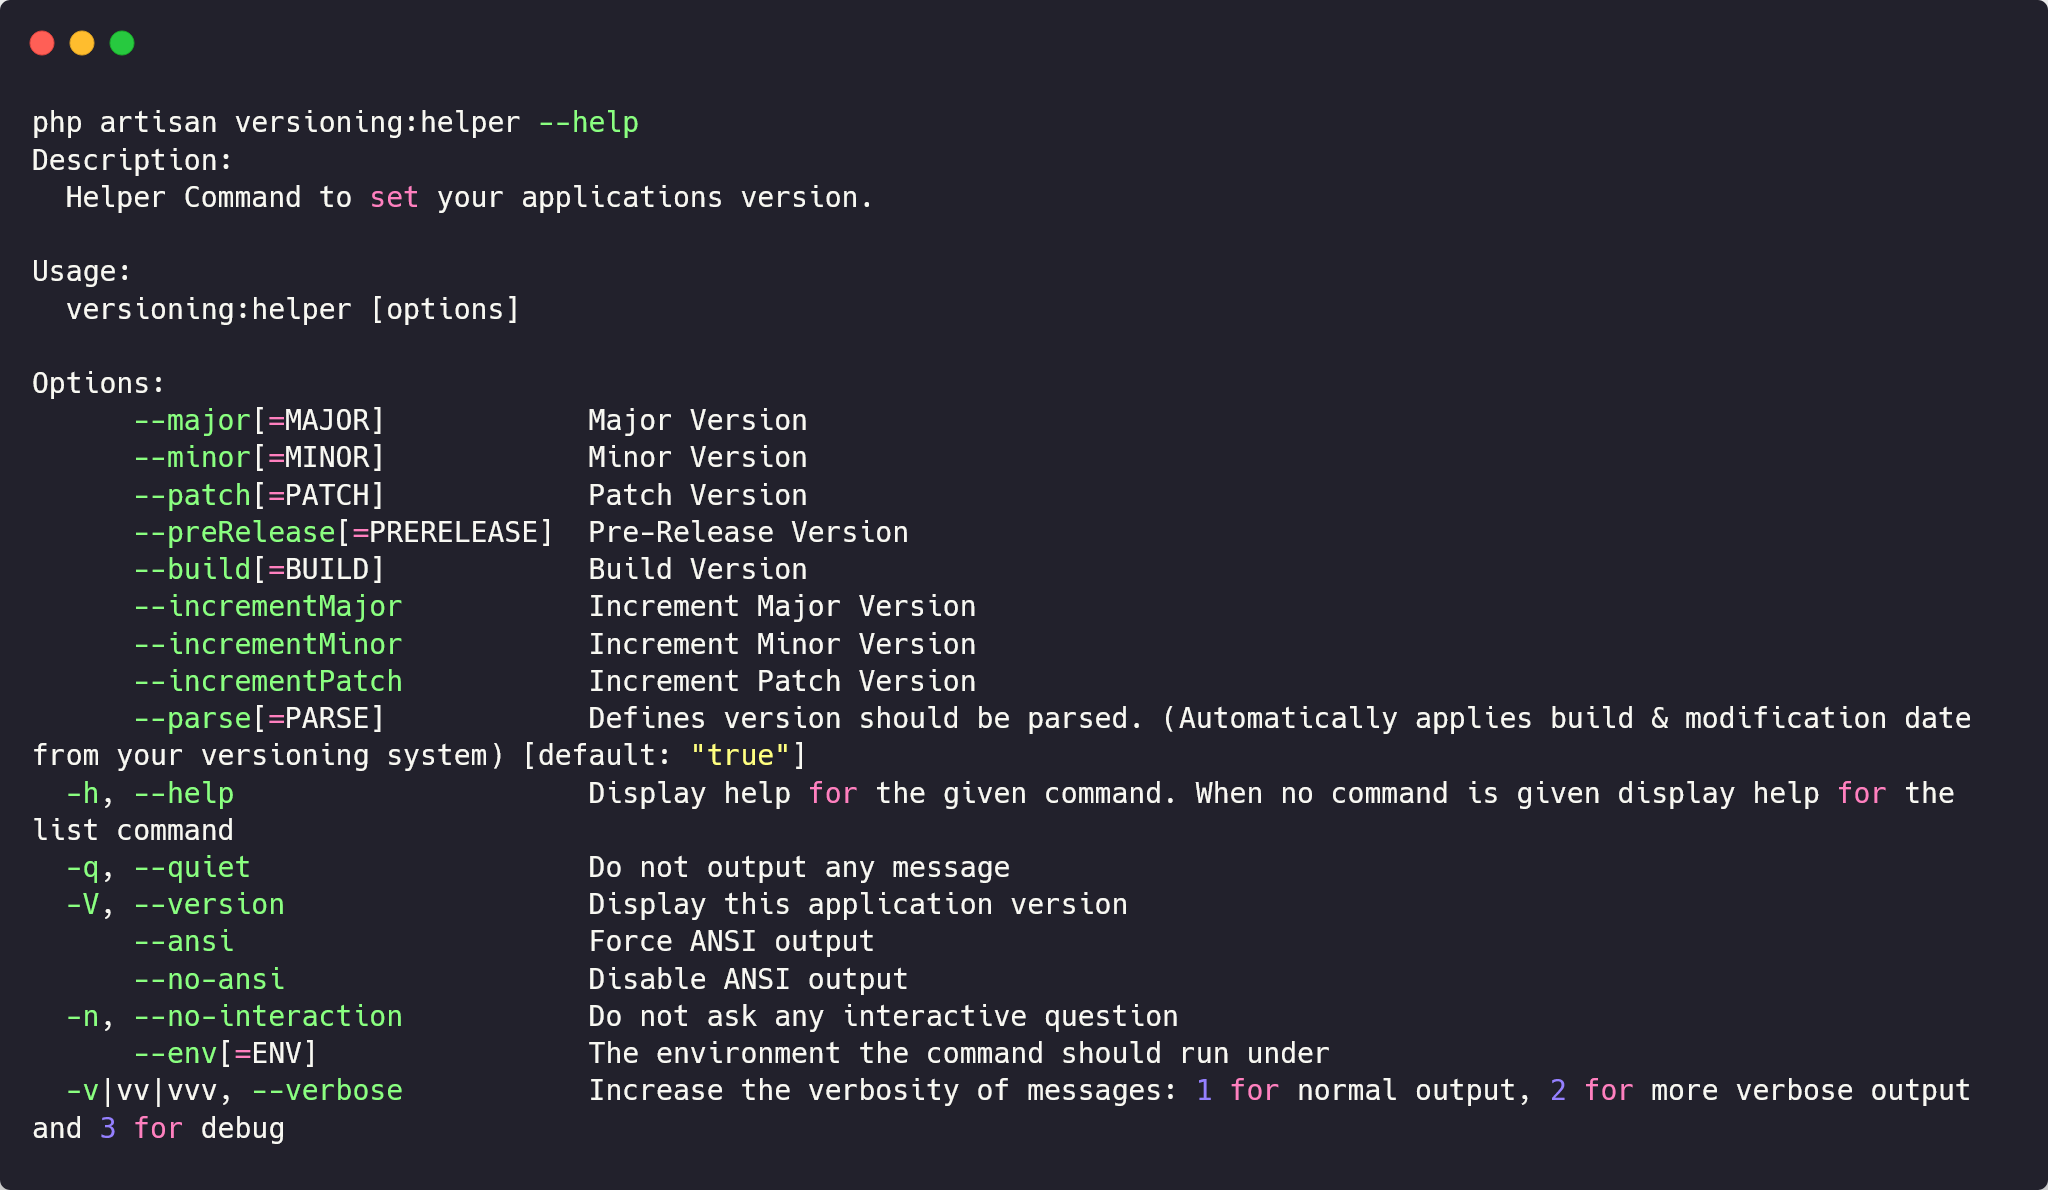 php artisan versioning:helper --help
Description:
  Helper Command to set your applications version.

Usage:
  versioning:helper [options]

Options:
      --major[=MAJOR]            Major Version
      --minor[=MINOR]            Minor Version
      --patch[=PATCH]            Patch Version
      --preRelease[=PRERELEASE]  Pre-Release Version
      --build[=BUILD]            Build Version
      --incrementMajor           Increment Major Version
      --incrementMinor           Increment Minor Version
      --incrementPatch           Increment Patch Version
      --parse[=PARSE]            Defines version should be parsed. (Automatically applies build & modification date
from your versioning system) [default: "true"]
  -h, --help                     Display help for the given command. When no command is given display help for the
list command
  -q, --quiet                    Do not output any message
  -V, --version                  Display this application version
      --ansi                     Force ANSI output
      --no-ansi                  Disable ANSI output
  -n, --no-interaction           Do not ask any interactive question
      --env[=ENV]                The environment the command should run under
  -v|vv|vvv, --verbose           Increase the verbosity of messages: 1 for normal output, 2 for more verbose output
and 3 for debug